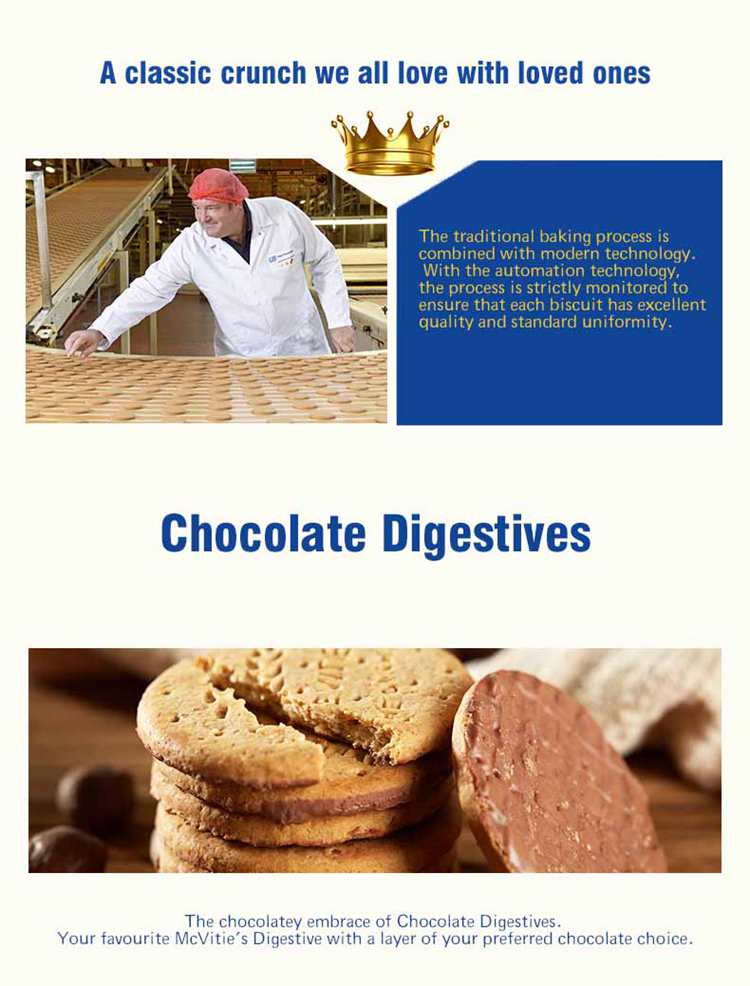 A classic crunch we all love with loved ones
The traditional baking process is
combined with modern technology.
With the automation technology,
the process is strictly monitored to
ensure that each biscuit has excellent
quality and standard uniformity.
Chocolate Digestives
The chocolatey embrace of Chocolate Digestives.
Your favourite McVitie's Digestive with a layer of your preferred chocolate choice.